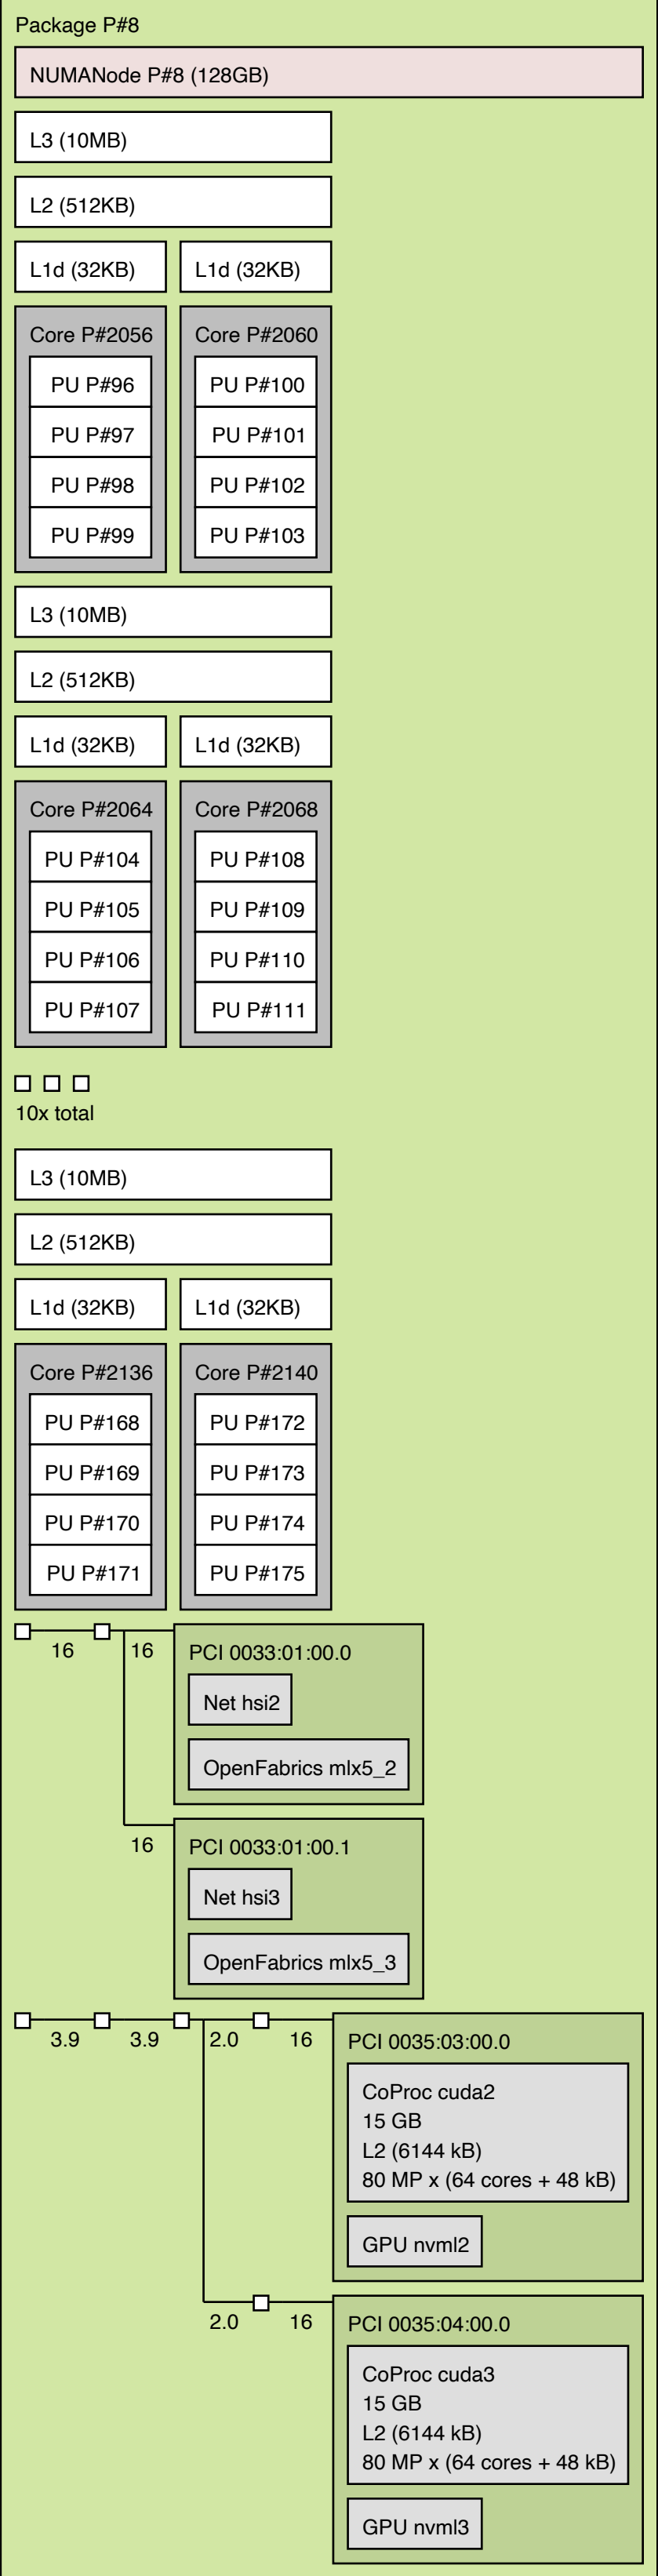 Package P#8
NUMANode P#8 (128GB)
L3 (10MB)
L2 (512KB)
L1d (32KB) L1d (32KB)
Core P#2056 Core P#2060
PU P#96 PU P#100
PU P#97 PU P#101
PU P#98 PU P#102
PU P#99 PU P#103
L3 (10MB)
L2 (512KB)
L1d (32KB) L1d (32KB)
Core P#2064 Core P#2068
PU P#104 PU P#108
PU P#105 PU P#109
PU P#106 PU P#110
PU P#107 PU P#111
10x total
L3 (10MB)
L2 (512KB)
L1d (32KB) L1d (32KB)
Core P#2136 Core P#2140
PU P#168 PU P#172
PU P#169 PU P#173
PU P#170 PU P#174
PU P#171 PU P#175
16 16 PCI 0033:01:00.0
Net hsi2
OpenFabrics mlx5_2
16 PCI 0033:01:00.1
Net hsi3
OpenFabrics mlx5_3
3.9 3.9 2.0 16 PCI 0035:03:00.0
CoProc cuda2
15 GB
L2 (6144 kB)
80 MP x (64 cores + 48 kB)
GPU nvml2
2.0 16 PCI 0035:04:00.0
CoProc cuda3
15 GB
L2 (6144 kB)
80 MP x (64 cores + 48 kB)
GPU nvml3